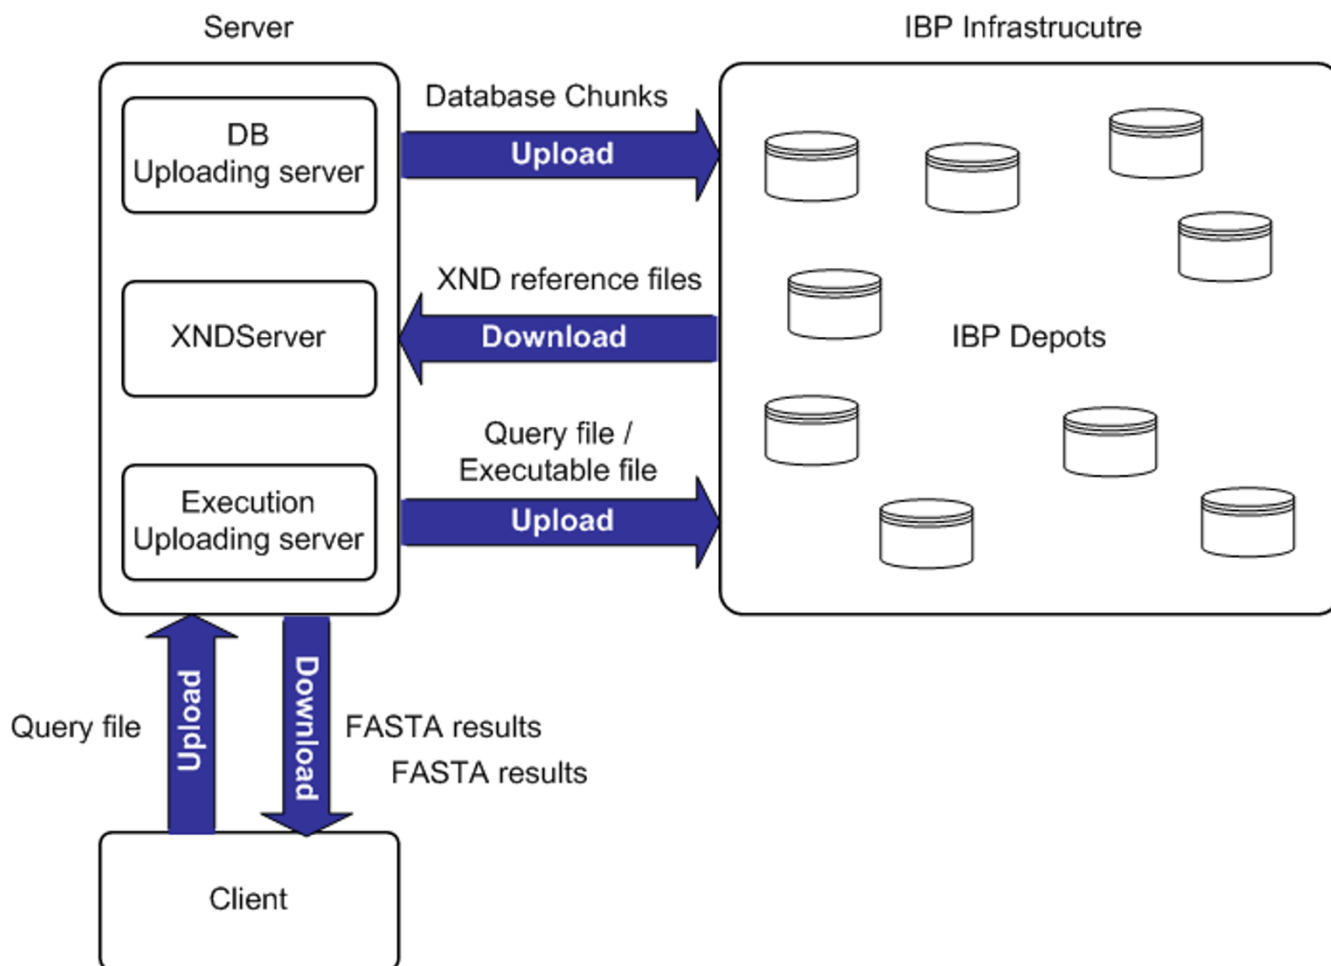 Server
IBP Infrastrucutre
DB
Uploading server
Database Chunks
Upload
XNDServer
XND reference files
Download
IBP Depots
Execution
Uploading server
Query file /
Executable file
Upload
Query file
Upload
Download
FASTA results
FASTA results
Client